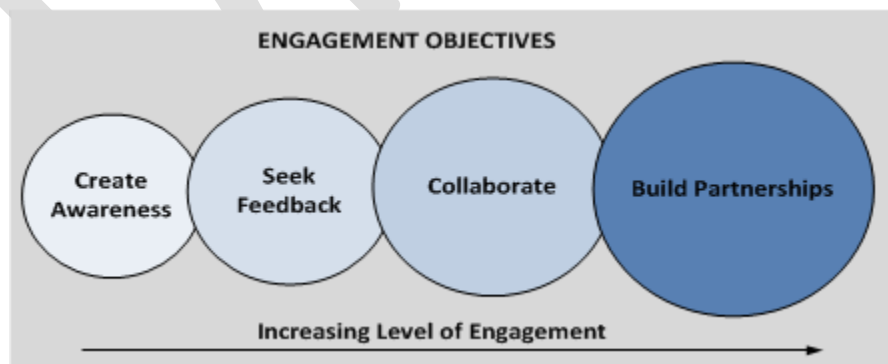 ENGAGEMENT OBJECTIVES
Create
Awareness
Seek
Feedback
Collaborate
Build Partnerships
Increasing Level of Engagement